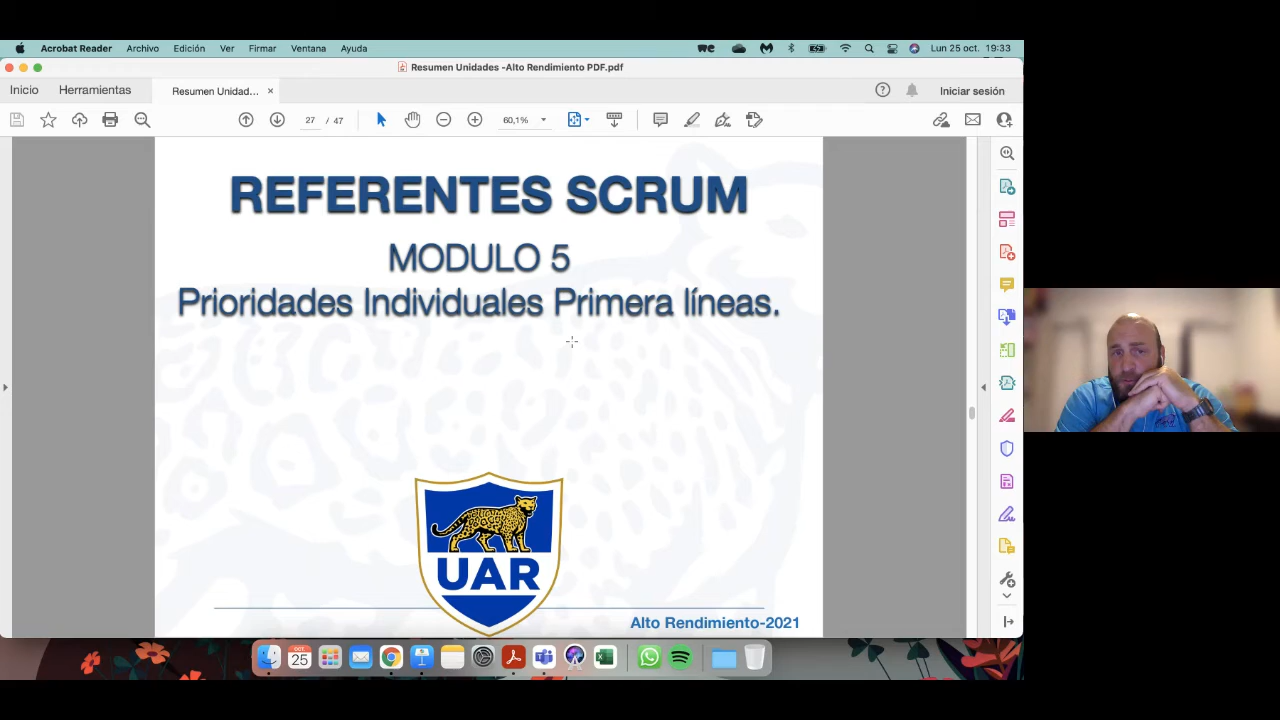 Acrobat Reader Archivo Edición Ver Firmar Ventana Ayuda Lun 25 oct. 19:33
Resumen Unidades -Alto Rendimiento PDF.pdf
Inicio Herramientas Resumen Unidad... × Iniciar sesión
27 / 47 60,1%
REFERENTES SCRUM
MODULO 5
Prioridades Individuales Primera líneas.
UAR
Alto Rendimiento-2021
OCT.
25